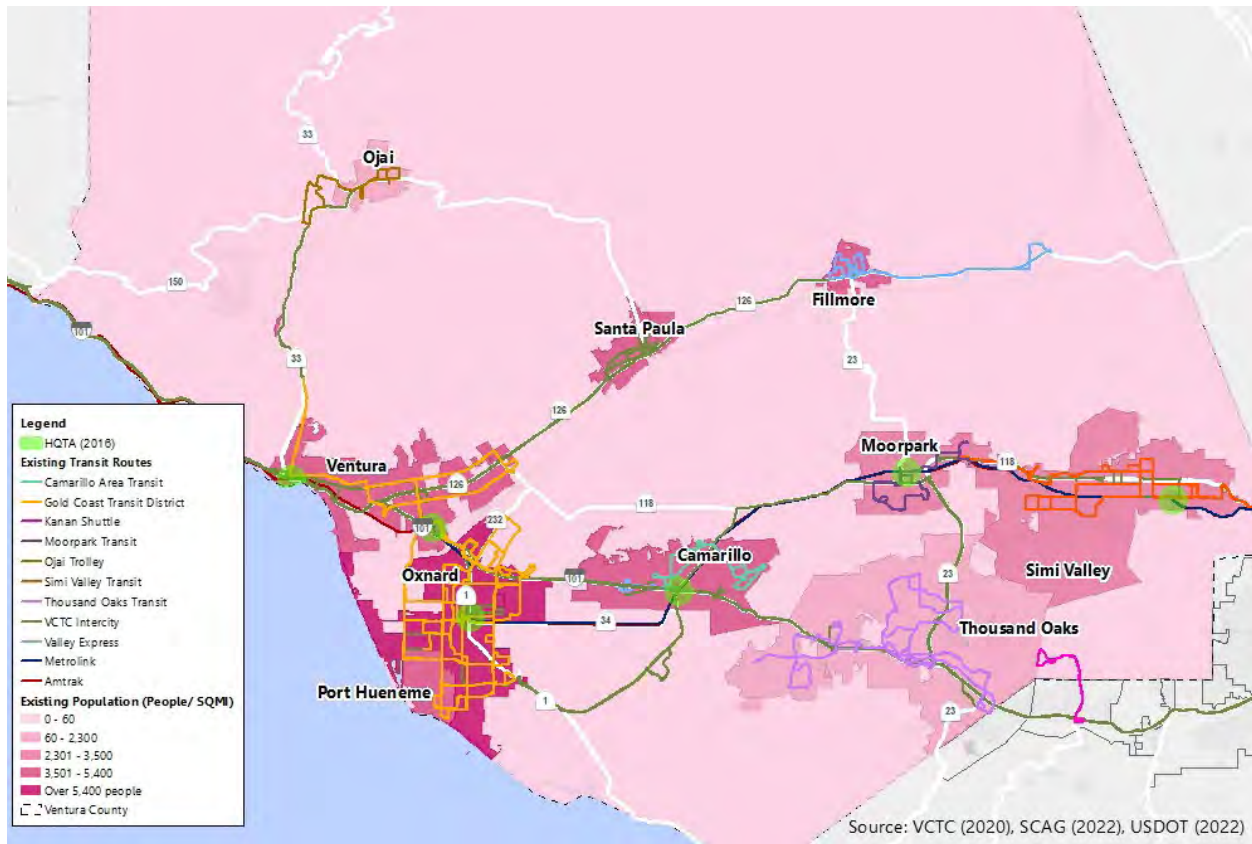 33
Ojai
150
101
33
126
Santa Paula
Fillmore
23
126
Ventura
126
101
232
118
Moorpark
118
Simi Valley
Oxnard
1
101
Camarillo
34
23
Thousand Oaks
Port Hueneme
1
23
Legend
HQTA (2016)
Existing Transit Routes
Camarillo Area Transit
Gold Coast Transit District
Kanan Shuttle
Moorpark Transit
Ojai Trolley
Simi Valley Transit
Thousand Oaks Transit
VCTC Intercity
Valley Express
Metrolink
Amtrak
Existing Population (People/ SQMI)
0 - 60
60 - 2,300
2,301 - 3,500
3,501 - 5,400
Over 5,400 people
Ventura County
Source: VCTC (2020), SCAG (2022), USDOT (2022)